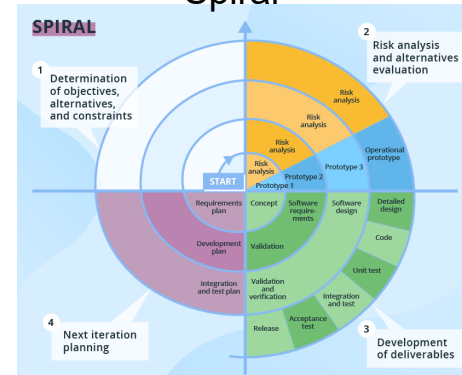 Spiral
SPIRAL
1
Determination
of objectives,
alternatives,
and constraints
2
Risk analysis
and alternatives
evaluation
Risk
analysis
Risk
analysis
Risk
analysis
Risk
analysis
START
Prototype 1
Prototype 2
Prototype 3
Operational
prototype
Requirements
plan
Development
plan
Integration
and test plan
Concept
Software
require-
ments
Software
design
Detailed
design
Code
Unit test
Integration
and test
Acceptance
test
Release
Validation
Validation
and
verification
4
Next iteration
planning
3
Development
of deliverables